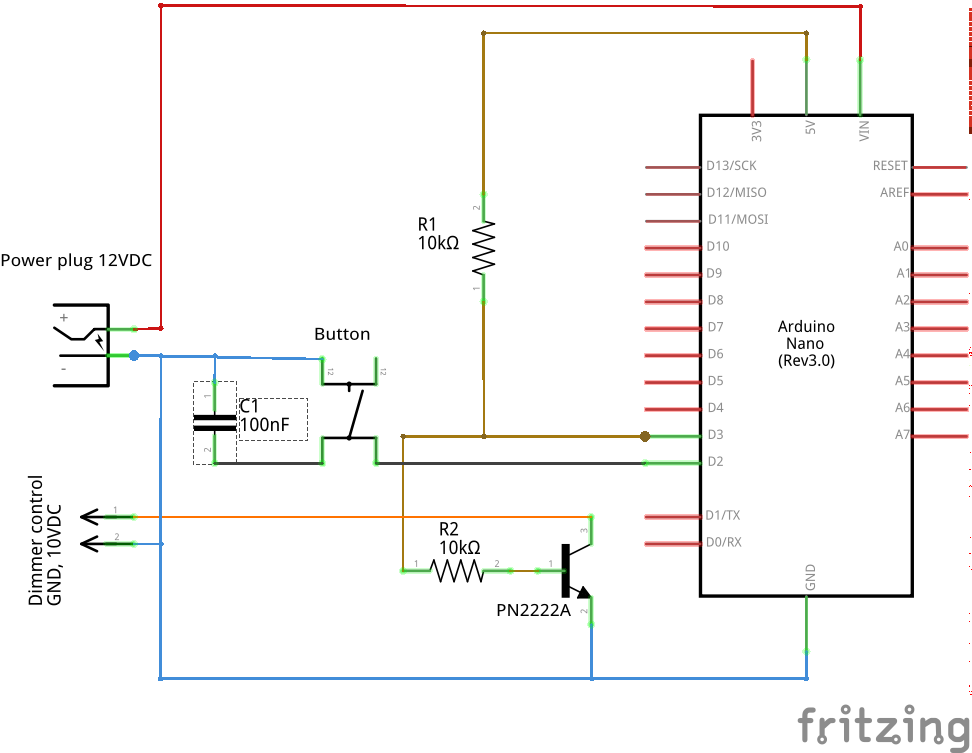 3V3
5V
VIN
D13/SCK
RESET
D12/MISO
AREF
D11/MOSI
2
R1
10kΩ
D10
A0
Power plug 12VDC
D9
A1
1
D8
A2
+
Button
D7
Arduino
Nano
(Rev3.0)
A3
D6
A4
-
12
12
D5
A5
1
C1
100nF
D4
A6
D3
A7
2
D2
Dimmer control
GND, 10VDC
1
D1/TX
3
R2
10kΩ
2
D0/RX
1
2
1
GND
PN2222A
2
fritzing